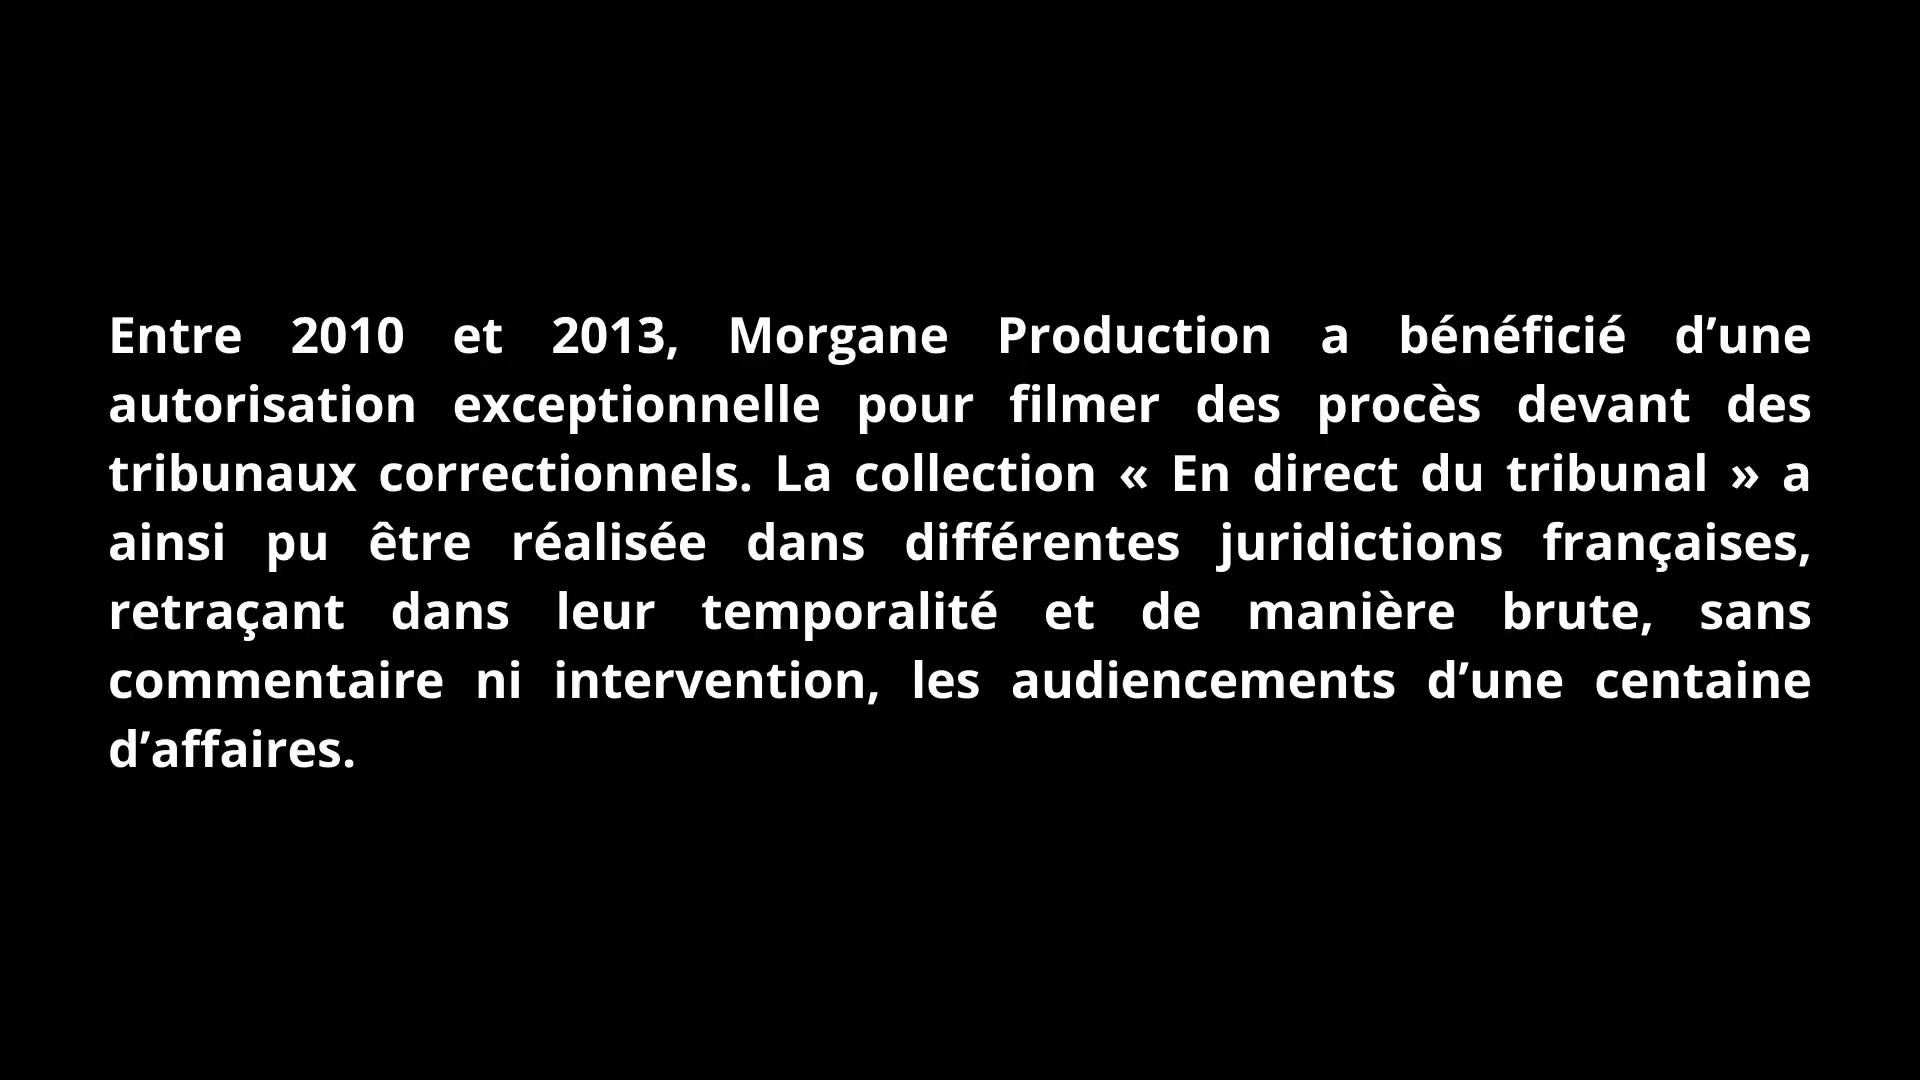 Entre 2010 et 2013, Morgane Production a bénéficié d’une
autorisation exceptionnelle pour filmer des procès devant des
tribunaux correctionnels. La collection « En direct du tribunal » a
ainsi pu être réalisée dans différentes juridictions françaises,
retraçant dans leur temporalité et de manière brute, sans
commentaire ni intervention, les audiencements d’une centaine
d’affaires.